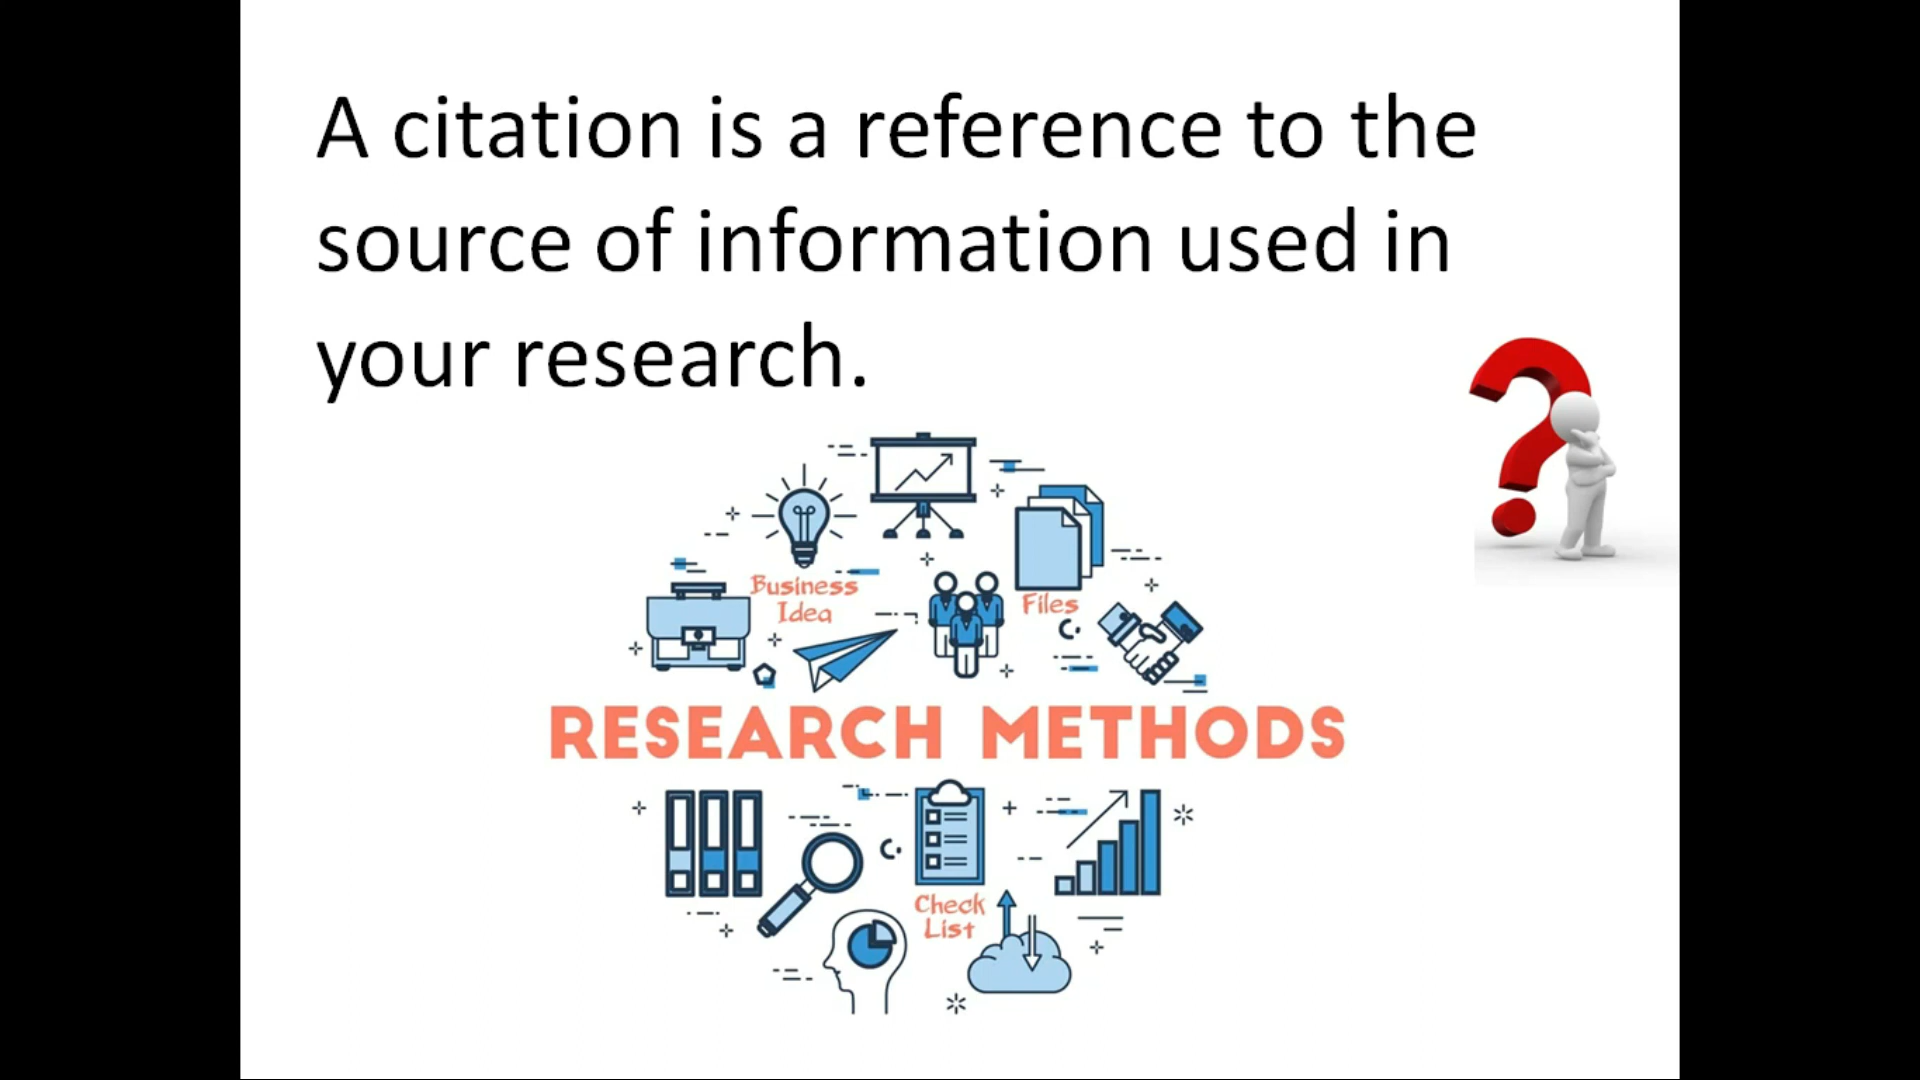 A citation is a reference to the
source of information used in
your research.
Business
Idea
Files
RESEARCH METHODS
Check
List